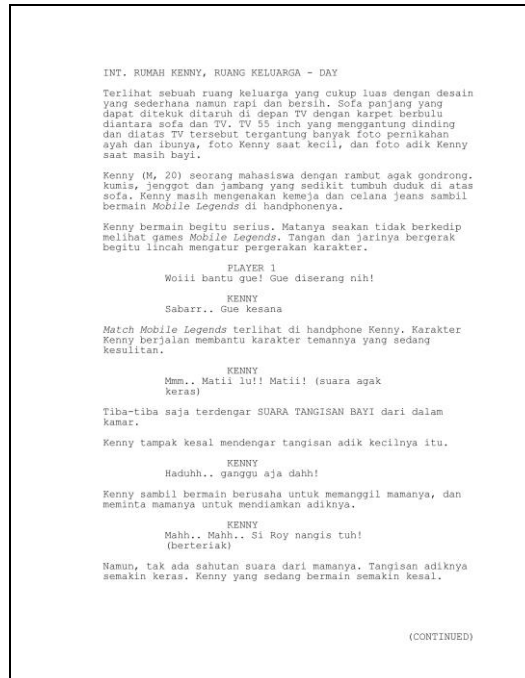 INT. RUMAH KENNY, RUANG KELUARGA - DAY
Terlihat sebuah ruang keluarga yang cukup luas dengan desain
yang sederhana namun rapi dan bersih. Sofa panjang yang
dapat ditekuk ditaruh di depan TV dengan karpet berbulu
diantara sofa dan TV. TV 55 inch yang menggantung dinding
dan diatas TV tersebut tergantung banyak foto pernikahan
ayah dan ibunya, foto Kenny saat kecil, dan foto adik Kenny
saat masih bayi.
Kenny (M, 20) seorang mahasiswa dengan rambut agak gondrong.
kumis, jenggot dan jambang yang sedikit tumbuh duduk di atas
sofa. Kenny masih mengenakan kemeja dan celana jeans sambil
bermain Mobile Legends di handphonenya.
Kenny bermain begitu serius. Matanya seakan tidak berkedip
melihat games Mobile Legends. Tangan dan jarinya bergerak
begitu lincah mengatur pergerakan karakter.
PLAYER 1
Woiii bantu gue! Gue diserang nih!
KENNY
Sabarr.. Gue kesana
Match Mobile Legends terlihat di handphone Kenny. Karakter
Kenny berjalan membantu karakter temannya yang sedang
kesulitan.
KENNY
Mmm.. Matii lu!! Matii! (suara agak
keras)
Tiba-tiba saja terdengar SUARA TANGISAN BAYI dari dalam
kamar.
Kenny tampak kesal mendengar tangisan adik kecilnya itu.
KENNY
Haduhh.. ganggu aja dahh!
Kenny sambil bermain berusaha untuk memanggil mamanya, dan
meminta mamanya untuk mendiamkan adiknya.
KENNY
Mahh.. Mahh.. Si Roy nangis tuh!
(berteriak)
Namun, tak ada sahutan suara dari mamanya. Tangisan adiknya
semakin keras. Kenny yang sedang bermain semakin kesal.
(CONTINUED)